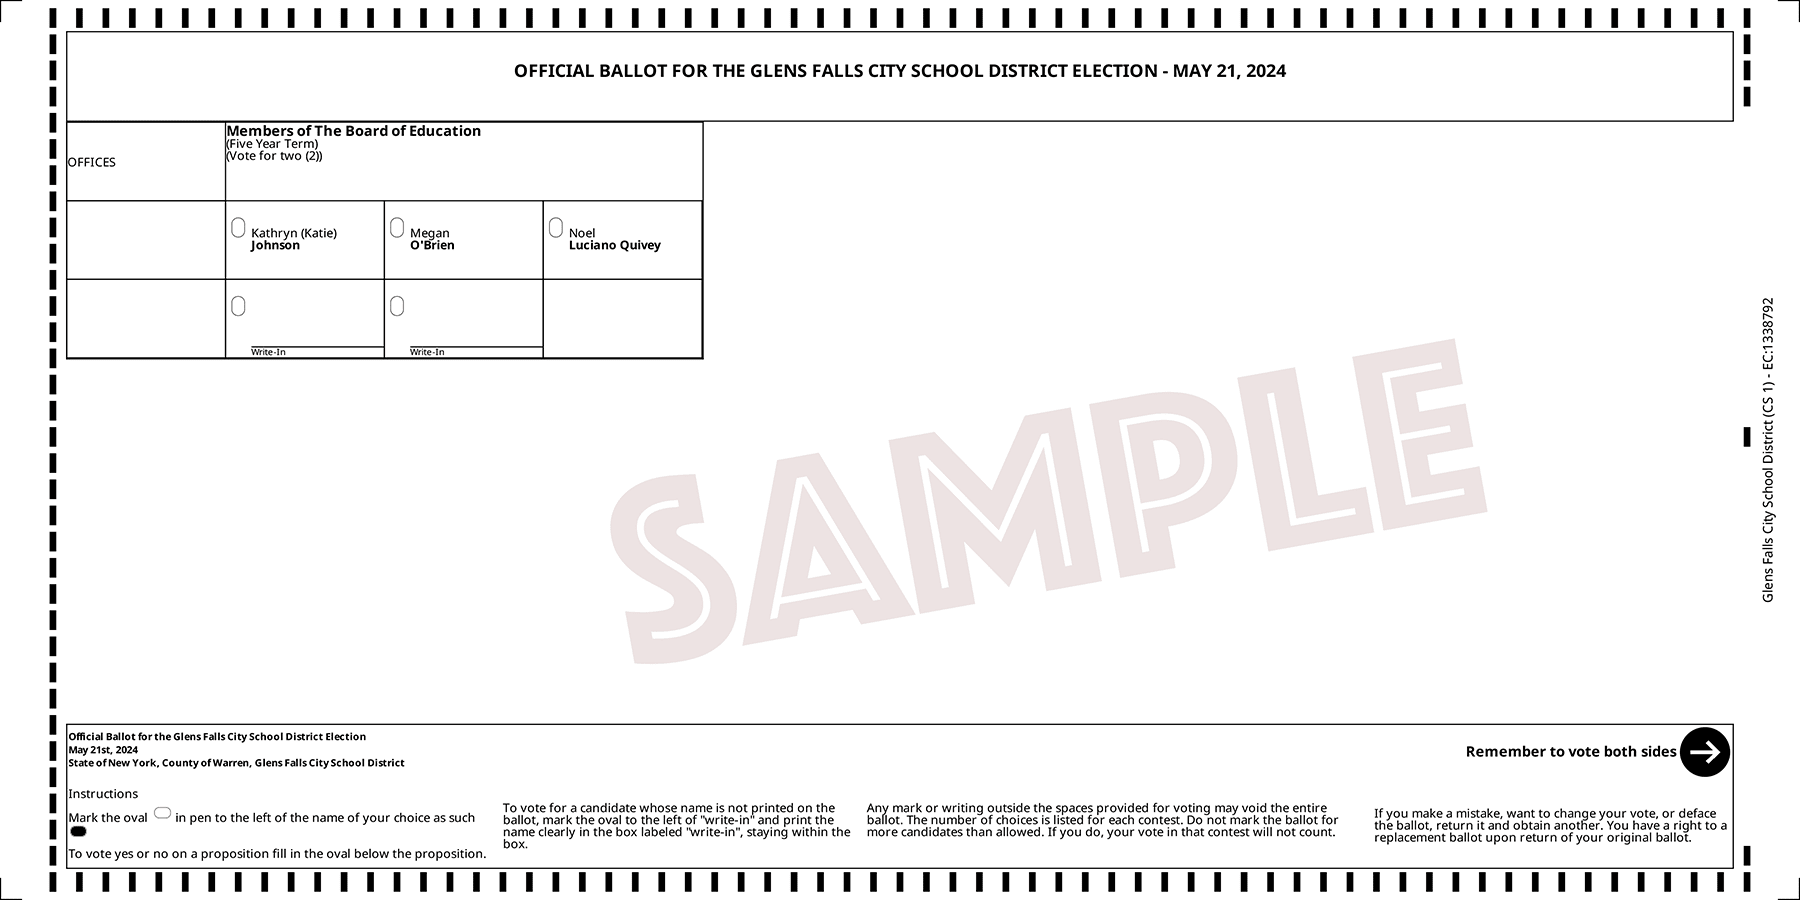 OFFICIAL BALLOT FOR THE GLENS FALLS CITY SCHOOL DISTRICT ELECTION - MAY 21, 2024
OFFICES
Members of The Board of Education
(Five Year Term)
(Vote for two (2))
Kathryn (Katie)
Johnson
Megan
O'Brien
Noel
Luciano Quivey
Write-In
Write-In
SAMPLE
Glens Falls City School District (CS 1) - EC:1338792
Official Ballot for the Glens Falls City School District Election
May 21st, 2024
State of New York, County of Warren, Glens Falls City School District
Remember to vote both sides
Instructions
Mark the oval in pen to the left of the name of your choice as such
To vote yes or no on a proposition fill in the oval below the proposition.
To vote for a candidate whose name is not printed on the
ballot, mark the oval to the left of "write-in" and print the
name clearly in the box labeled "write-in", staying within the
box.
Any mark or writing outside the spaces provided for voting may void the entire
ballot. The number of choices is listed for each contest. Do not mark the ballot for
more candidates than allowed. If you do, your vote in that contest will not count.
If you make a mistake, want to change your vote, or deface
the ballot, return it and obtain another. You have a right to a
replacement ballot upon return of your original ballot.